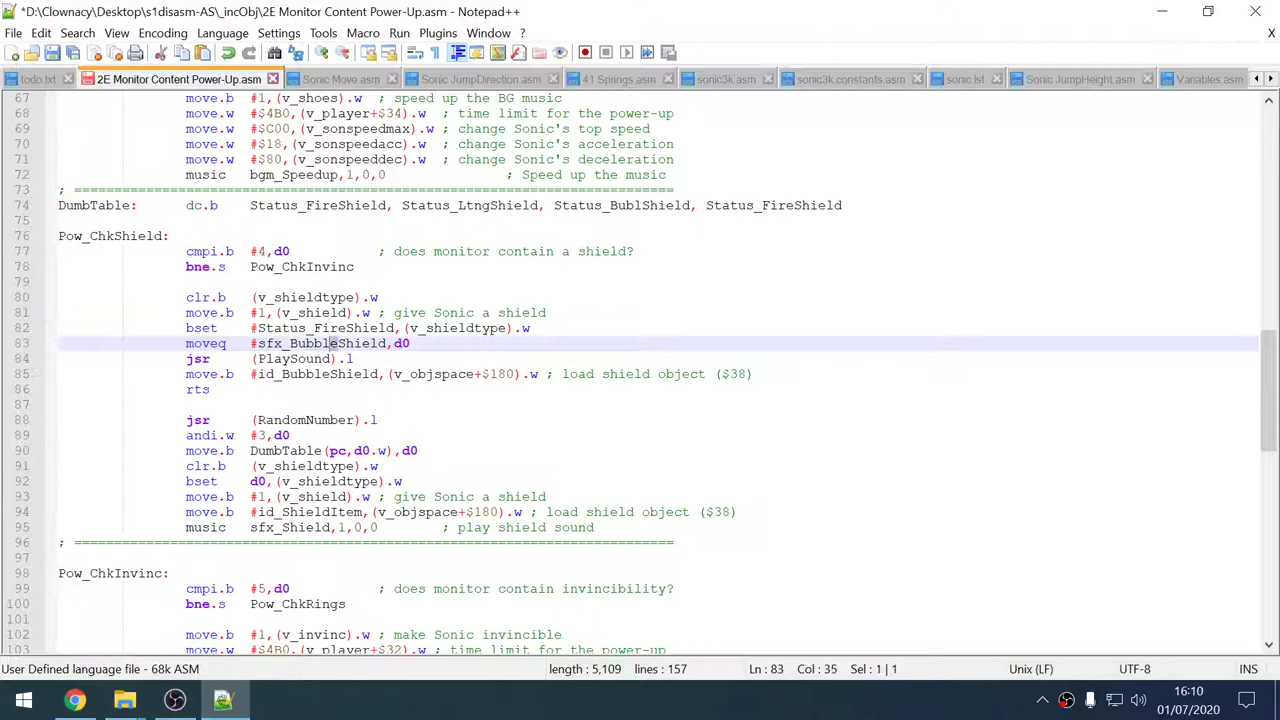 *D:\Clownacy\Desktop\s1disasm-AS\_incObj\2E Monitor Content Power-Up.asm - Notepad++
File Edit Search View Encoding Language Settings Tools Macro Run Plugins Window ? X
todo.txt 2E Monitor Content Power-Up.asm Sonic Move.asm Sonic JumpDirection.asm 41 Springs.asm sonic3k.asm sonic3k.constants.asm sonic.lst Sonic JumpHeight.asm Variables.asm
67 move.b #1,(v_shoes).w ; speed up the BG music
68 move.w #$4B0,(v_player+$34).w ; time limit for the power-up
69 move.w #$C00,(v_sonspeedmax).w ; change Sonic's top speed
70 move.w #$18,(v_sonspeedacc).w ; change Sonic's acceleration
71 move.w #$80,(v_sonspeeddec).w ; change Sonic's deceleration
72 music bgm_Speedup,1,0,0 ; Speed up the music
73 ; ===========================================================================
74 DumbTable: dc.b Status_FireShield, Status_LtngShield, Status_BublShield, Status_FireShield
75
76 Pow_ChkShield:
77 cmpi.b #4,d0 ; does monitor contain a shield?
78 bne.s Pow_ChkInvinc
79
80 clr.b (v_shieldtype).w
81 move.b #1,(v_shield).w ; give Sonic a shield
82 bset #Status_FireShield,(v_shieldtype).w
83 moveq #sfx_BubbleShield,d0
84 jsr (PlaySound).l
85 move.b #id_BubbleShield,(v_objspace+$180).w ; load shield object ($38)
86 rts
87
88 jsr (RandomNumber).l
89 andi.w #3,d0
90 move.b DumbTable(pc,d0.w),d0
91 clr.b (v_shieldtype).w
92 bset d0,(v_shieldtype).w
93 move.b #1,(v_shield).w ; give Sonic a shield
94 move.b #id_ShieldItem,(v_objspace+$180).w ; load shield object ($38)
95 music sfx_Shield,1,0,0 ; play shield sound
96 ; ===========================================================================
97
98 Pow_ChkInvinc:
99 cmpi.b #5,d0 ; does monitor contain invincibility?
100 bne.s Pow_ChkRings
101
102 move.b #1,(v_invinc).w ; make Sonic invincible
103 move.w #$4B0,(v_player+$32).w ; time limit for the power-up
User Defined language file - 68k ASM length : 5,109 lines : 157 Ln : 83 Col : 35 Sel : 1 | 1 Unix (LF) UTF-8 INS
16:10
01/07/2020